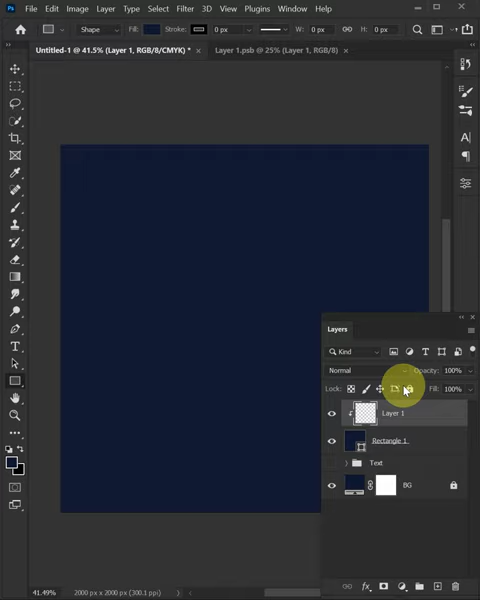 Ps File Edit Image Layer Type Select Filter 3D View Plugins Window Help
Shape Fill: Stroke: 0 px W: 0 px H: 0 px
Untitled-1 @ 41.5% (Layer 1, RGB/8/CMYK) * × Layer 1.psb @ 25% (Layer 1, RGB/8) ×
Layers
Kind
Normal Opacity: 100%
Lock: Fill: 100%
Layer 1
Rectangle 1
Text
BG
fx
41.49% 2000 px x 2000 px (300.1 ppi)